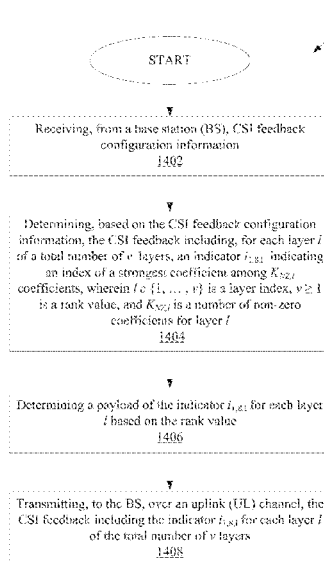 START
Receiving, from a base station (BS), CSI feedback
configuration information
1402
Determining, based on the CSI feedback configuration
information, the CSI feedback including, for each layer l
of a total number of v layers, an indicator i1,8,l indicating
an index of a strongest coefficient among KNZ,l
coefficients, wherein l ∈ {1, … , v} is a layer index, v ≥ 1
is a rank value, and KNZ,l is a number of non-zero
coefficients for layer l
1404
Determining a payload of the indicator i1,8,l for each layer
l based on the rank value
1406
Transmitting, to the BS, over an uplink (UL) channel, the
CSI feedback including the indicator i1,8,l for each layer l
of the total number of v layers
1408